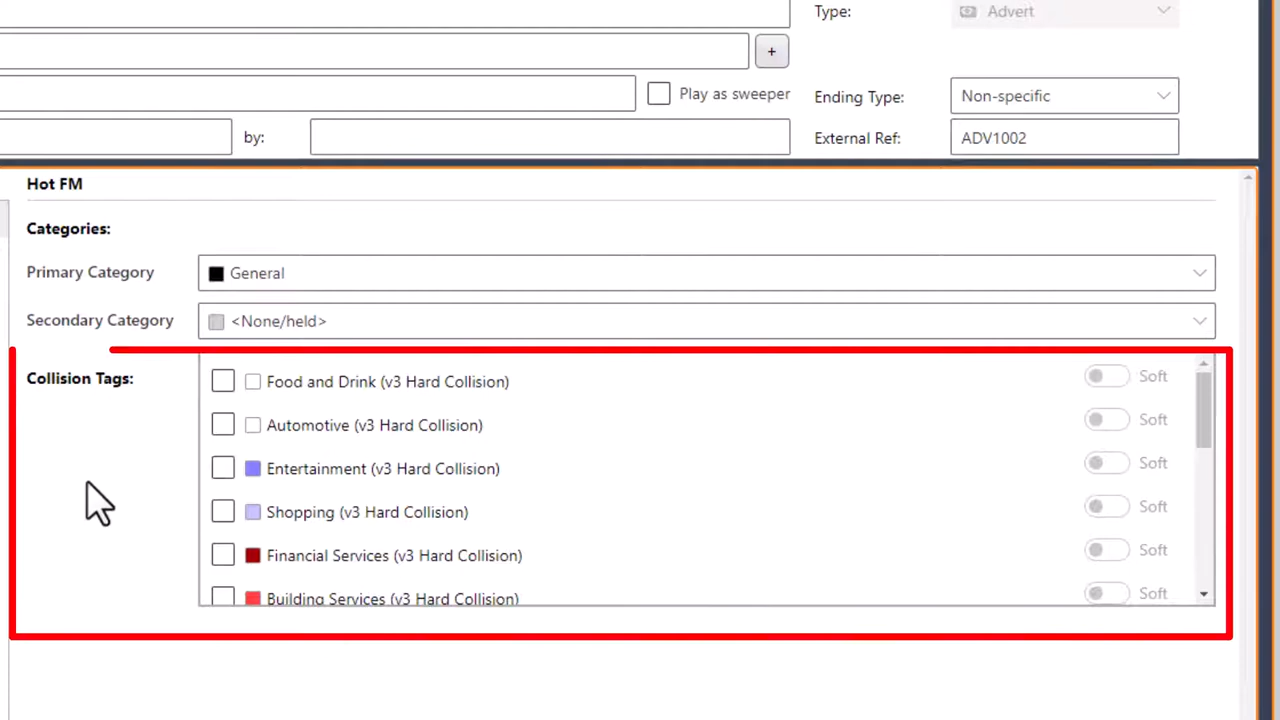 Type: Advert
+
Play as sweeper Ending Type: Non-specific
by: External Ref: ADV1002
Hot FM
Categories:
Primary Category General
Secondary Category <None/held>
Collision Tags: Food and Drink (v3 Hard Collision) Soft
Automotive (v3 Hard Collision) Soft
Entertainment (v3 Hard Collision) Soft
Shopping (v3 Hard Collision) Soft
Financial Services (v3 Hard Collision) Soft
Building Services (v3 Hard Collision) Soft